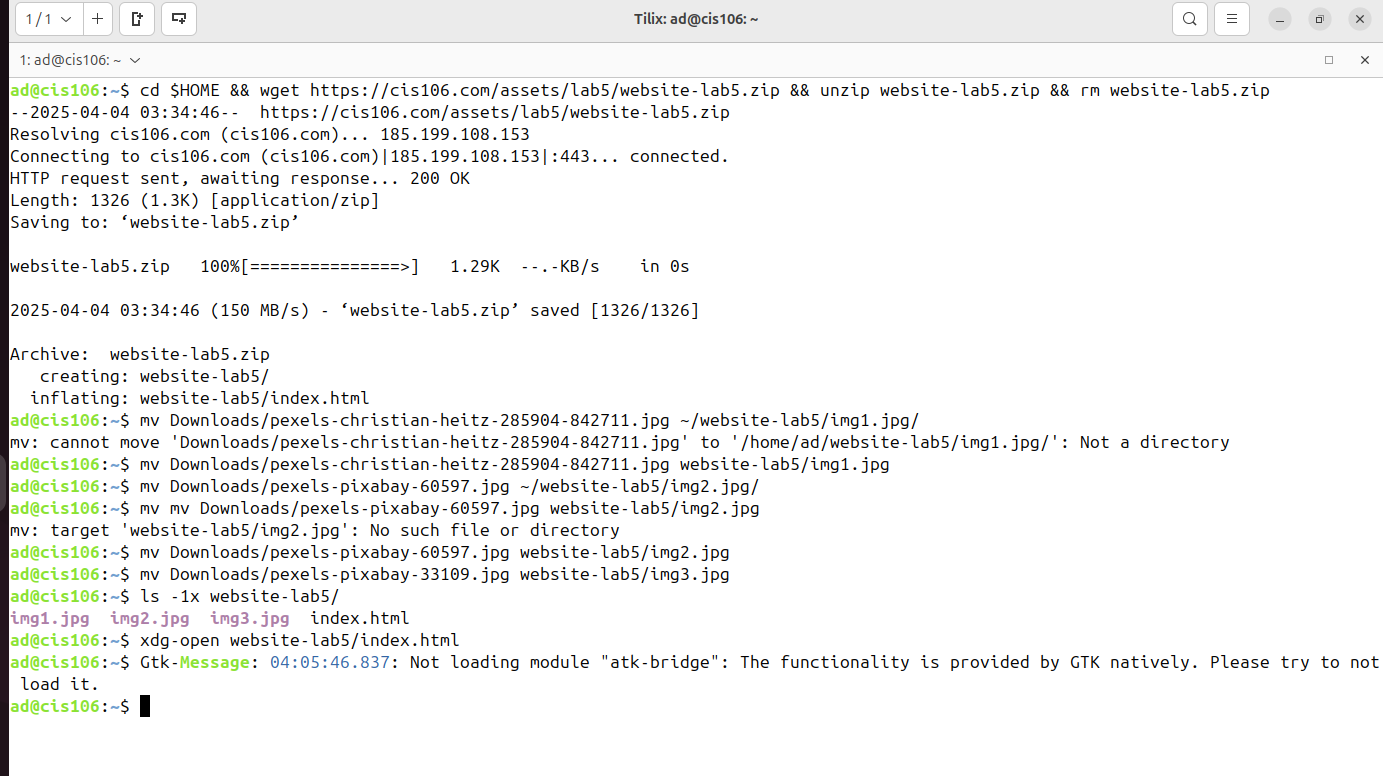 1 / 1
Tilix: ad@cis106: ~
1: ad@cis106: ~
ad@cis106:~$ cd $HOME && wget https://cis106.com/assets/lab5/website-lab5.zip && unzip website-lab5.zip && rm website-lab5.zip
--2025-04-04 03:34:46--  https://cis106.com/assets/lab5/website-lab5.zip
Resolving cis106.com (cis106.com)... 185.199.108.153
Connecting to cis106.com (cis106.com)|185.199.108.153|:443... connected.
HTTP request sent, awaiting response... 200 OK
Length: 1326 (1.3K) [application/zip]
Saving to: ‘website-lab5.zip’
website-lab5.zip   100%[===============>]   1.29K  --.-KB/s    in 0s
2025-04-04 03:34:46 (150 MB/s) - ‘website-lab5.zip’ saved [1326/1326]
Archive:  website-lab5.zip
   creating: website-lab5/
  inflating: website-lab5/index.html
ad@cis106:~$ mv Downloads/pexels-christian-heitz-285904-842711.jpg ~/website-lab5/img1.jpg/
mv: cannot move 'Downloads/pexels-christian-heitz-285904-842711.jpg' to '/home/ad/website-lab5/img1.jpg/': Not a directory
ad@cis106:~$ mv Downloads/pexels-christian-heitz-285904-842711.jpg website-lab5/img1.jpg
ad@cis106:~$ mv Downloads/pexels-pixabay-60597.jpg ~/website-lab5/img2.jpg/
ad@cis106:~$ mv mv Downloads/pexels-pixabay-60597.jpg website-lab5/img2.jpg
mv: target 'website-lab5/img2.jpg': No such file or directory
ad@cis106:~$ mv Downloads/pexels-pixabay-60597.jpg website-lab5/img2.jpg
ad@cis106:~$ mv Downloads/pexels-pixabay-33109.jpg website-lab5/img3.jpg
ad@cis106:~$ ls -1x website-lab5/
img1.jpg  img2.jpg  img3.jpg  index.html
ad@cis106:~$ xdg-open website-lab5/index.html
ad@cis106:~$ Gtk-Message: 04:05:46.837: Not loading module "atk-bridge": The functionality is provided by GTK natively. Please try to not
 load it.
ad@cis106:~$